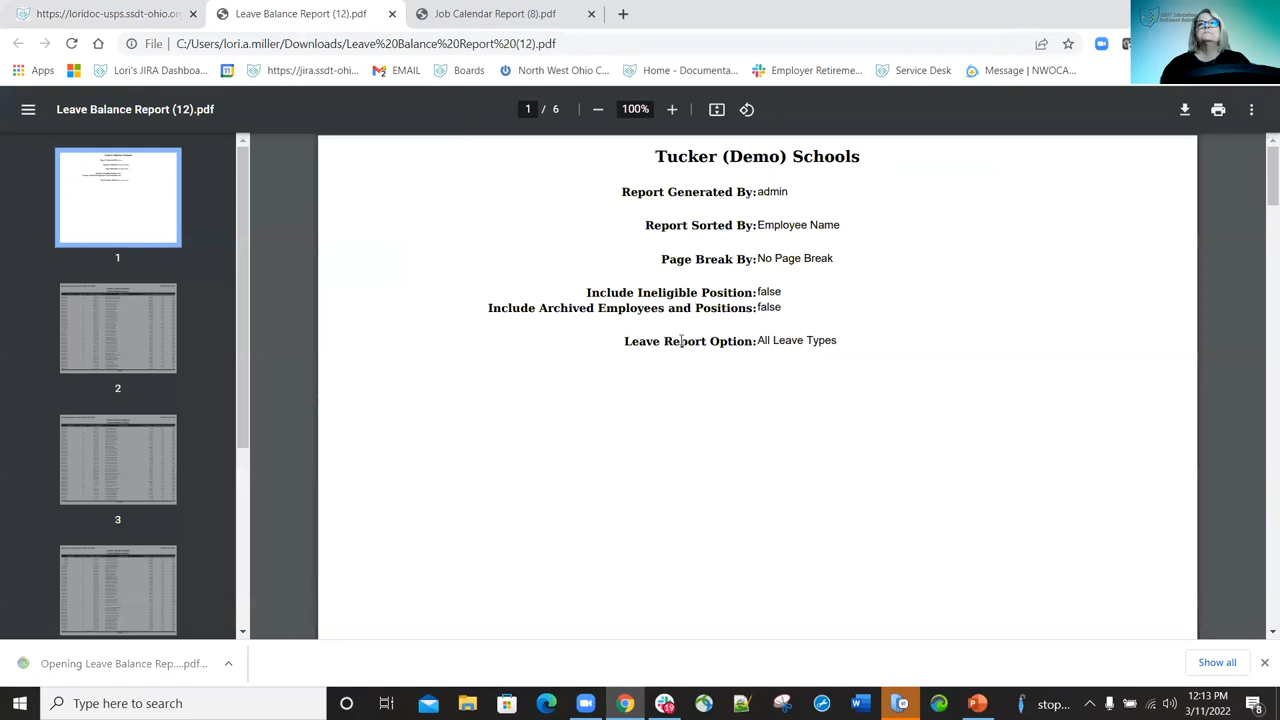 https://loridoc-usps.ssdt-ohio.or
Leave Balance Report (12).pdf
Job Calendar Report (8).pdf
File
C:/Users/lori.a.miller/Downloads/Leave%20Balance%20Report%20(12).pdf
Apps
Lori's JIRA Dashboa...
https://jira.ssdt-ohi...
EMAIL
Boards
North West Ohio C...
Home - Documenta...
Employer Retireme...
Service Desk
Message | NWOCA...
Leave Balance Report (12).pdf
1 / 6
100%
Tucker (Demo) Schools
Report Generated By: admin
Report Sorted By: Employee Name
Page Break By: No Page Break
Include Ineligible Position: false
Include Archived Employees and Positions: false
Leave Report Option: All Leave Types
1
2
3
Opening Leave Balance Rep....pdf...
Show all
Type here to search
19
stop...
12:13 PM
3/11/2022
8